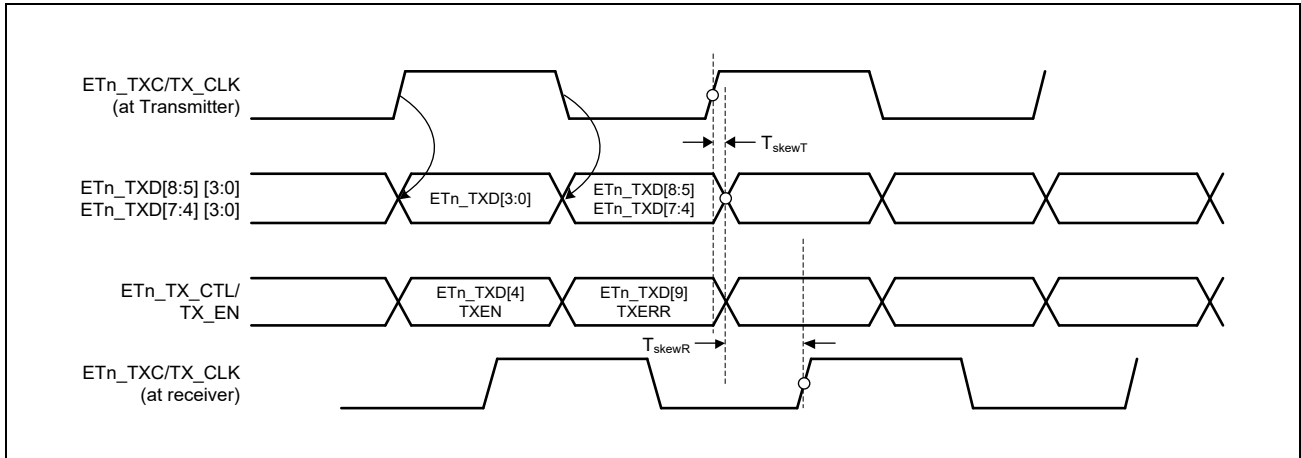 ETn_TXC/TX_CLK
(at Transmitter)
TskewT
ETn_TXD[8:5] [3:0]
ETn_TXD[7:4] [3:0]
ETn_TXD[3:0]
ETn_TXD[8:5]
ETn_TXD[7:4]
ETn_TX_CTL/
TX_EN
ETn_TXD[4]
TXEN
ETn_TXD[9]
TXERR
TskewR
ETn_TXC/TX_CLK
(at receiver)